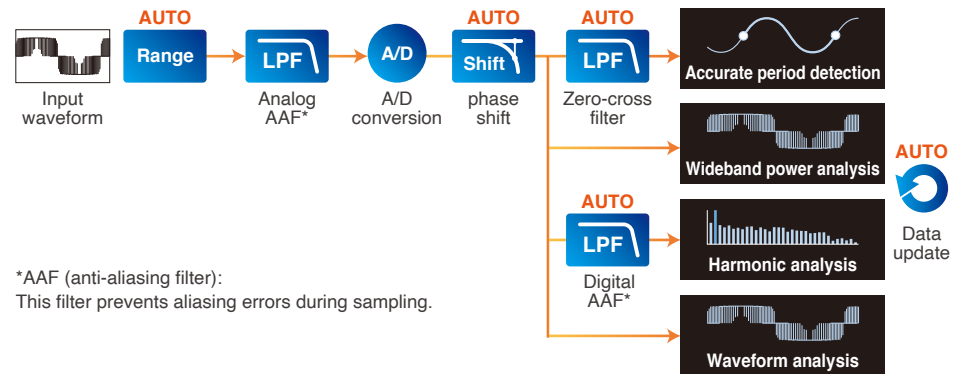 AUTO
Range
Input
waveform
LPF
Analog
AAF*
A/D
A/D
conversion
AUTO
Shift
phase
shift
AUTO
LPF
Zero-cross
filter
Accurate period detection
Wideband power analysis
AUTO
LPF
Digital
AAF*
Harmonic analysis
Waveform analysis
AUTO
Data
update
*AAF (anti-aliasing filter):
This filter prevents aliasing errors during sampling.